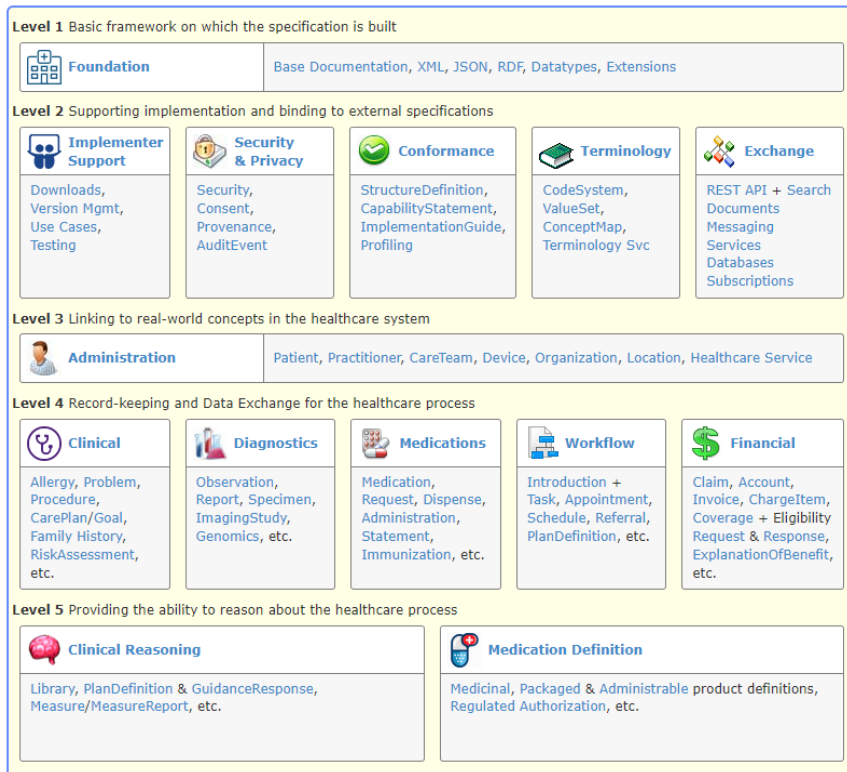 Level 1 Basic framework on which the specification is built
Foundation
Base Documentation, XML, JSON, RDF, Datatypes, Extensions
Level 2 Supporting implementation and binding to external specifications
Implementer
Support
Downloads,
Version Mgmt,
Use Cases,
Testing
Security
& Privacy
Security,
Consent,
Provenance,
AuditEvent
Conformance
StructureDefinition,
CapabilityStatement,
ImplementationGuide,
Profiling
Terminology
CodeSystem,
ValueSet,
ConceptMap,
Terminology Svc
Exchange
REST API + Search
Documents
Messaging
Services
Databases
Subscriptions
Level 3 Linking to real-world concepts in the healthcare system
Administration
Patient, Practitioner, CareTeam, Device, Organization, Location, Healthcare Service
Level 4 Record-keeping and Data Exchange for the healthcare process
Clinical
Allergy, Problem,
Procedure,
CarePlan/Goal,
Family History,
RiskAssessment,
etc.
Diagnostics
Observation,
Report, Specimen,
ImagingStudy,
Genomics, etc.
Medications
Medication,
Request, Dispense,
Administration,
Statement,
Immunization, etc.
Workflow
Introduction +
Task, Appointment,
Schedule, Referral,
PlanDefinition, etc.
Financial
Claim, Account,
Invoice, ChargeItem,
Coverage + Eligibility
Request & Response,
ExplanationOfBenefit,
etc.
Level 5 Providing the ability to reason about the healthcare process
Clinical Reasoning
Library, PlanDefinition & GuidanceResponse,
Measure/MeasureReport, etc.
Medication Definition
Medicinal, Packaged & Administrable product definitions,
Regulated Authorization, etc.